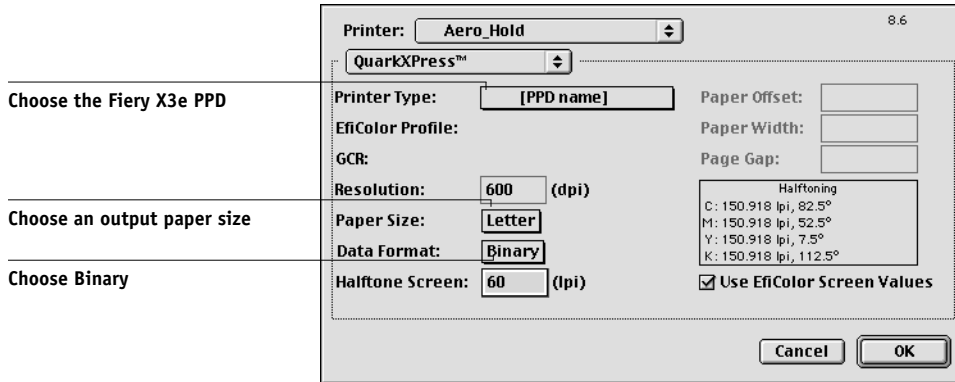 8.6
Printer: Aero_Hold
QuarkXPress™
Choose the Fiery X3e PPD
Printer Type: [PPD name]
Paper Offset:
EfiColor Profile:
Paper Width:
GCR:
Page Gap:
Resolution: 600 (dpi)
Halftoning
C: 150.918 lpi, 82.5°
M: 150.918 lpi, 52.5°
Y: 150.918 lpi, 7.5°
K: 150.918 lpi, 112.5°
Choose an output paper size
Paper Size: Letter
Data Format: Binary
Choose Binary
Halftone Screen: 60 (lpi)
Use EfiColor Screen Values
Cancel
OK